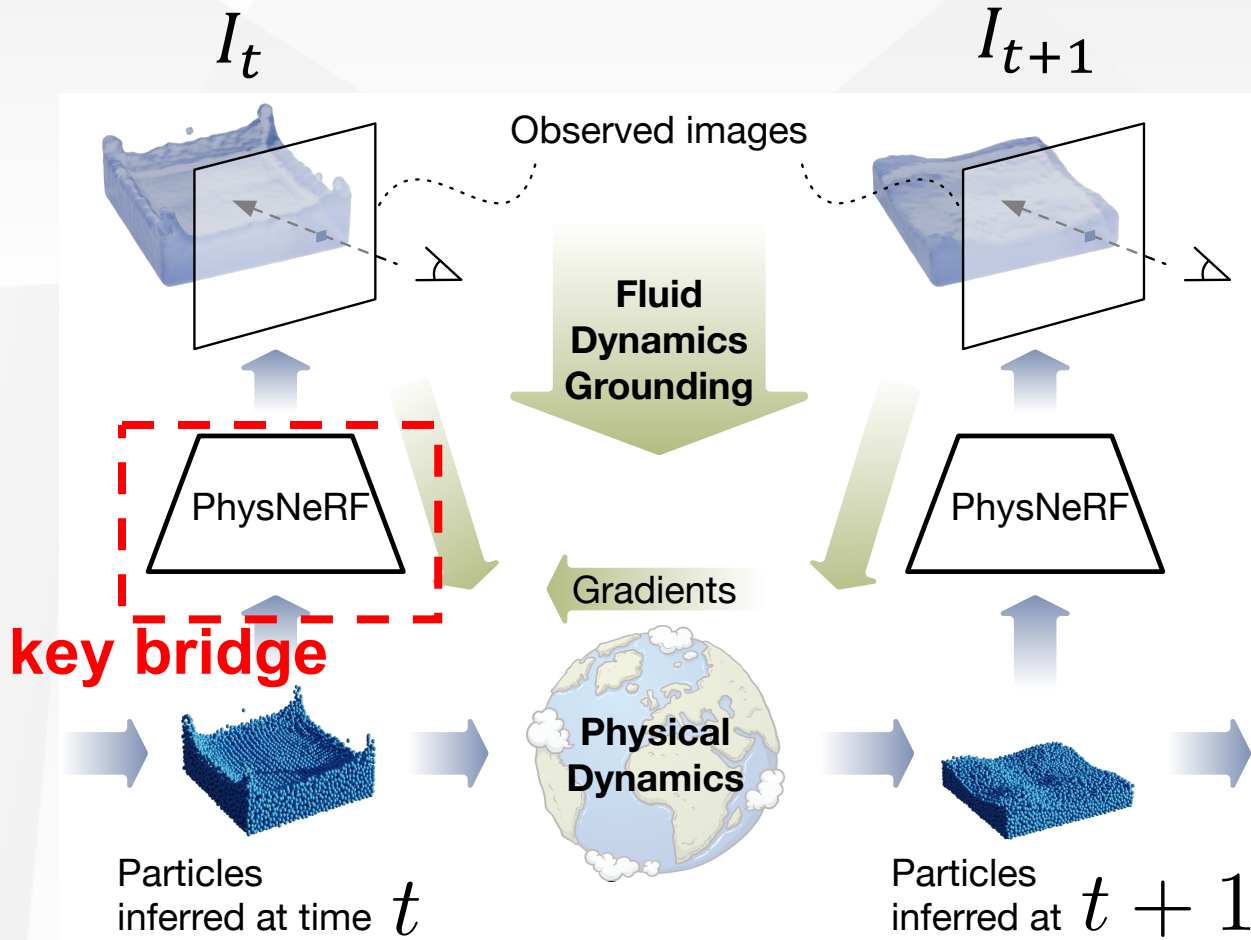 I_t
I_{t+1}
Observed images
Fluid
Dynamics
Grounding
PhysNeRF
PhysNeRF
Gradients
key bridge
Physical
Dynamics
Particles
inferred at time t
Particles
inferred at t + 1